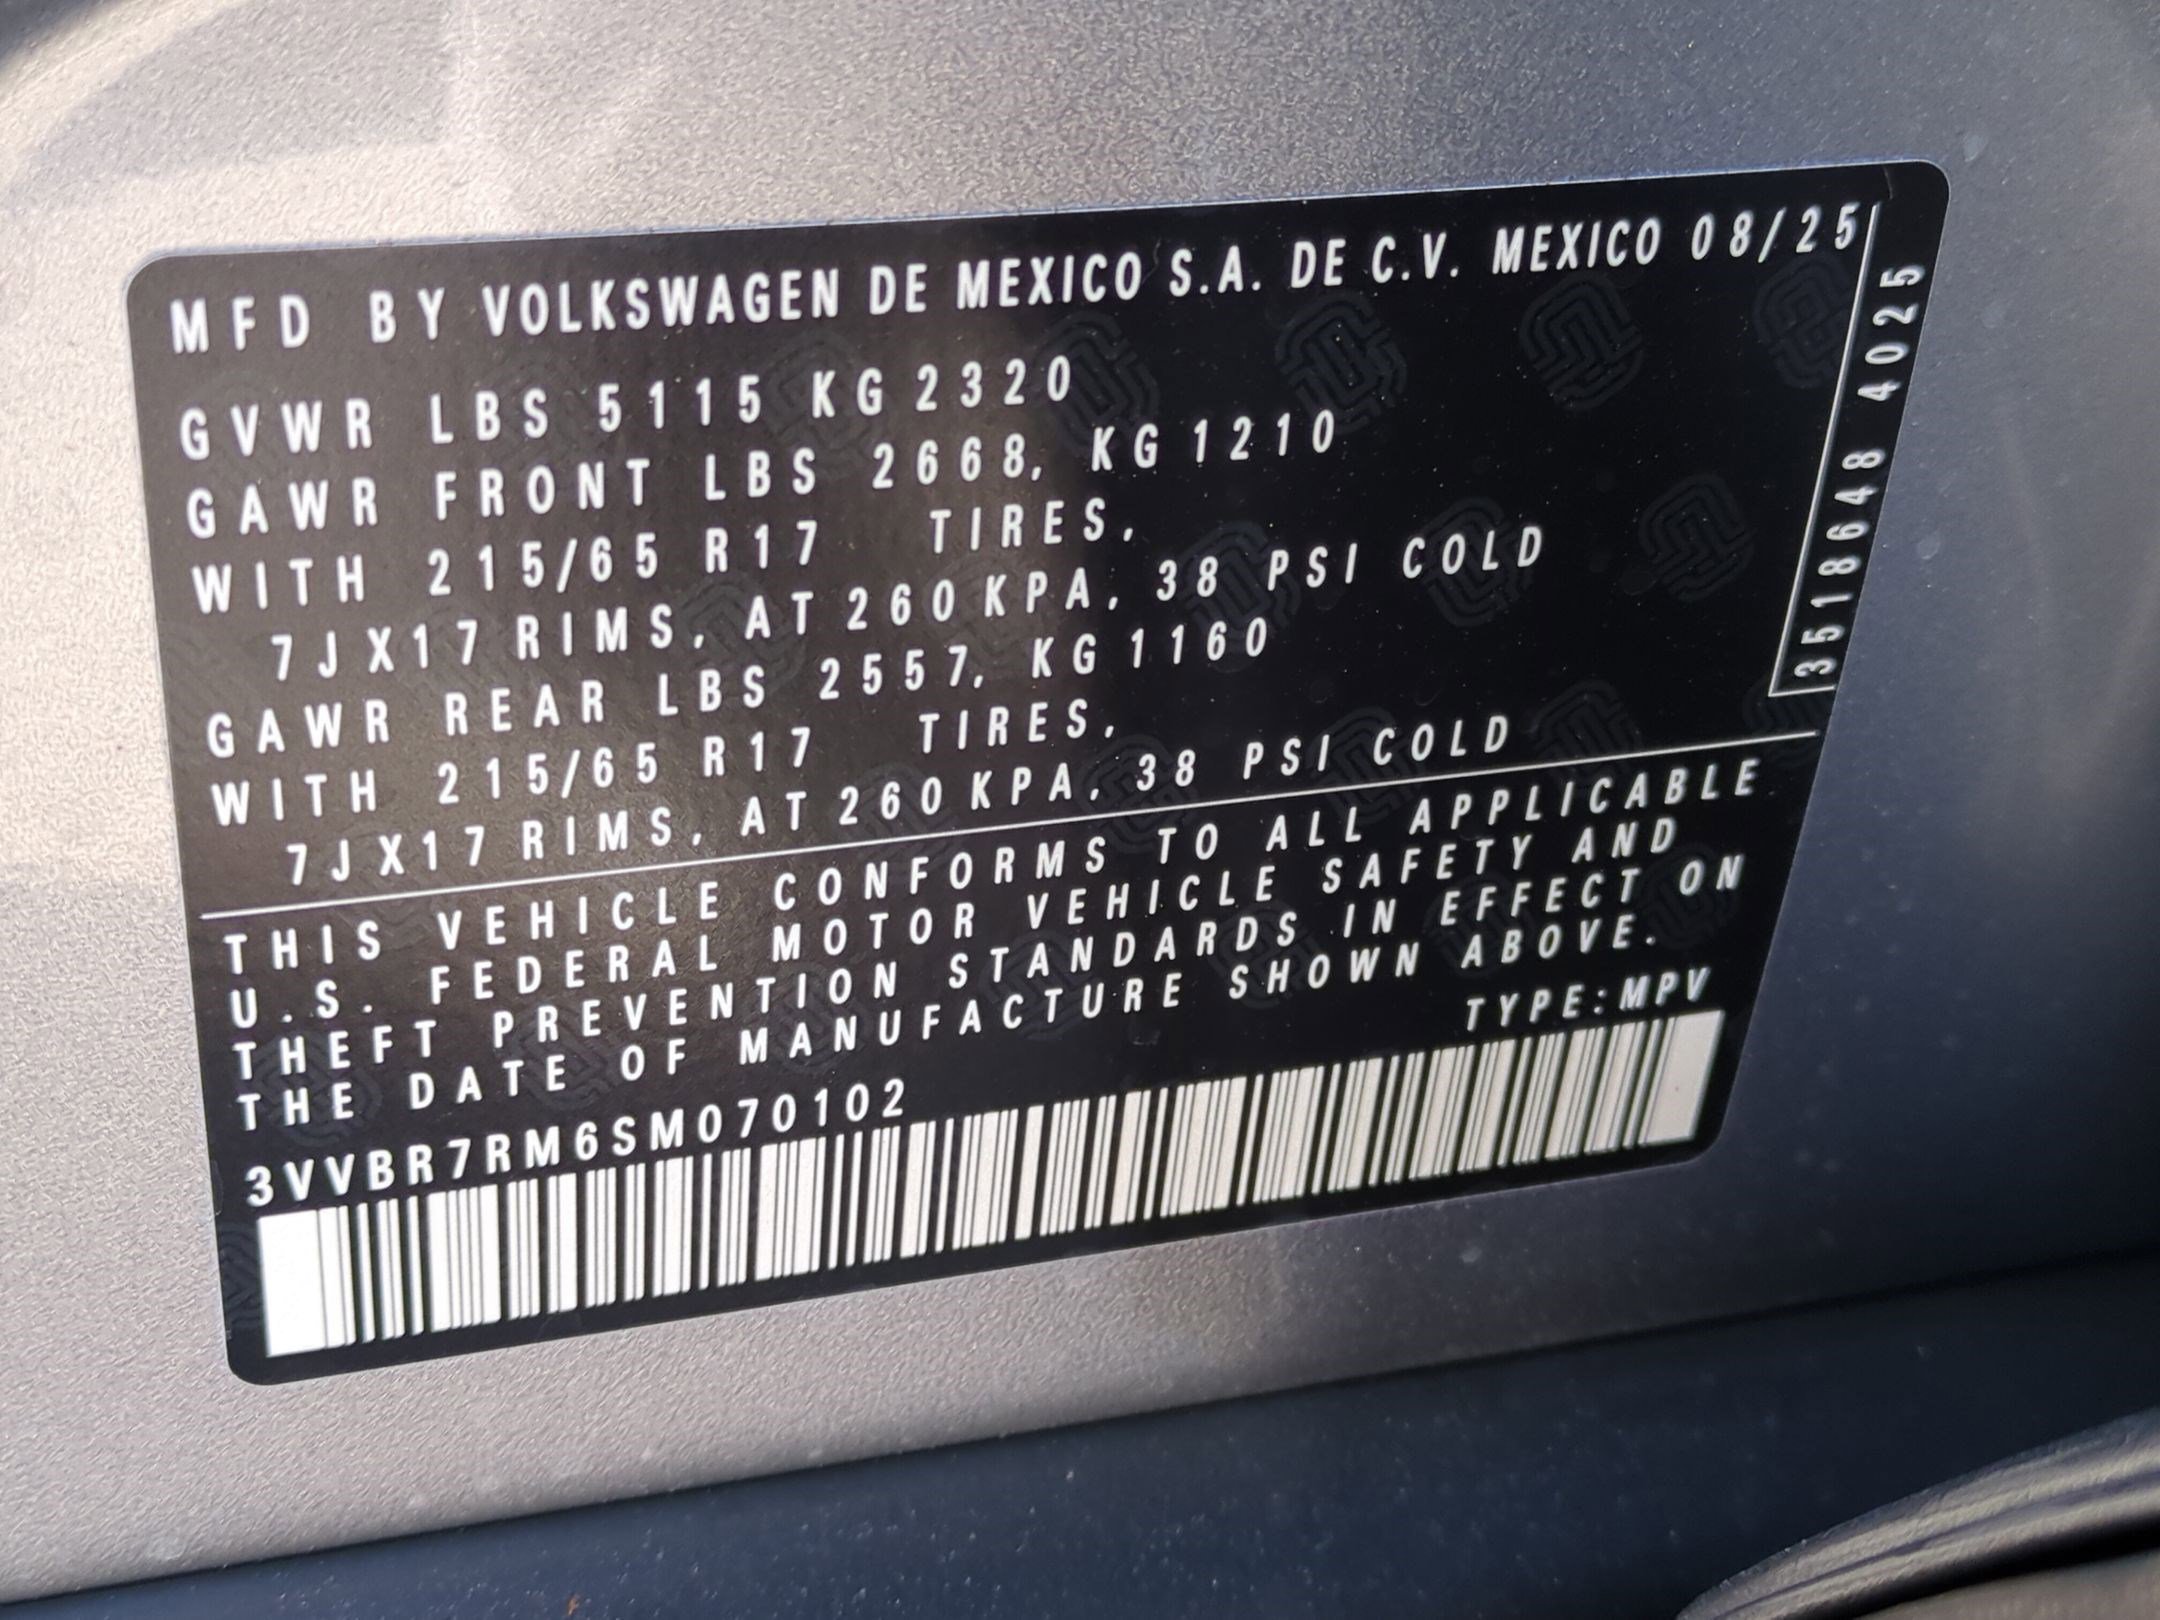 MFD BY VOLKSWAGEN DE MEXICO S.A. DE C.V. MEXICO 08/25
GVWR LBS 5115 KG 2320
GAWR FRONT LBS 2668, KG 1210
WITH 215/65 R17 TIRES,
7JX17 RIMS, AT 260 KPA, 38 PSI COLD
GAWR REAR LBS 2557, KG 1160
WITH 215/65 R17 TIRES,
7JX17 RIMS, AT 260 KPA, 38 PSI COLD
3518648 4025
THIS VEHICLE CONFORMS TO ALL APPLICABLE
U.S. FEDERAL MOTOR VEHICLE SAFETY AND
THEFT PREVENTION STANDARDS IN EFFECT ON
THE DATE OF MANUFACTURE SHOWN ABOVE.
TYPE:MPV
3VVBR7RM6SM070102